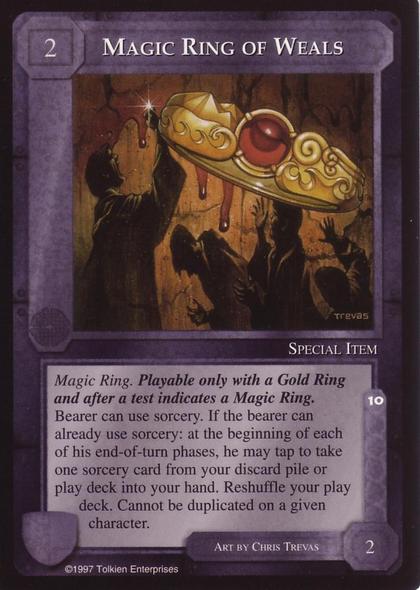 2
MAGIC RING OF WEALS
TREVAS
SPECIAL ITEM
Magic Ring. Playable only with a Gold Ring
and after a test indicates a Magic Ring.
Bearer can use sorcery. If the bearer can
already use sorcery: at the beginning of each
of his end-of-turn phases, he may tap to take
one sorcery card from your discard pile or
play deck into your hand. Reshuffle your play
deck. Cannot be duplicated on a given
character.
10
ART BY CHRIS TREVAS
2
©1997 Tolkien Enterprises